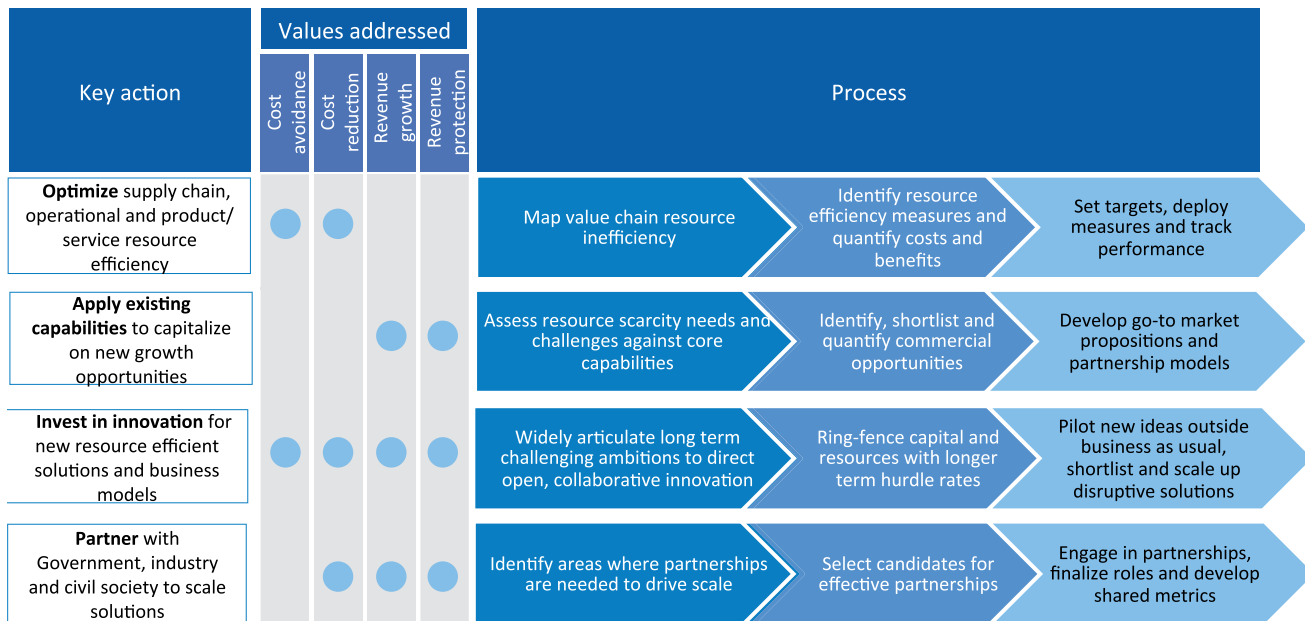 Key action
Values addressed
Cost
avoidance
Cost
reduction
Revenue
growth
Revenue
protection
Process
Optimize supply chain,
operational and product/
service resource
efficiency
Map value chain resource
inefficiency
Identify resource
efficiency measures and
quantify costs and
benefits
Set targets, deploy
measures and track
performance
Apply existing
capabilities to capitalize
on new growth
opportunities
Assess resource scarcity needs and
challenges against core
capabilities
Identify, shortlist and
quantify commercial
opportunities
Develop go-to market
propositions and
partnership models
Invest in innovation for
new resource efficient
solutions and business
models
Widely articulate long term
challenging ambitions to direct
open, collaborative innovation
Ring-fence capital and
resources with longer
term hurdle rates
Pilot new ideas outside
business as usual,
shortlist and scale up
disruptive solutions
Partner with
Government, industry
and civil society to scale
solutions
Identify areas where partnerships
are needed to drive scale
Select candidates for
effective partnerships
Engage in partnerships,
finalize roles and develop
shared metrics